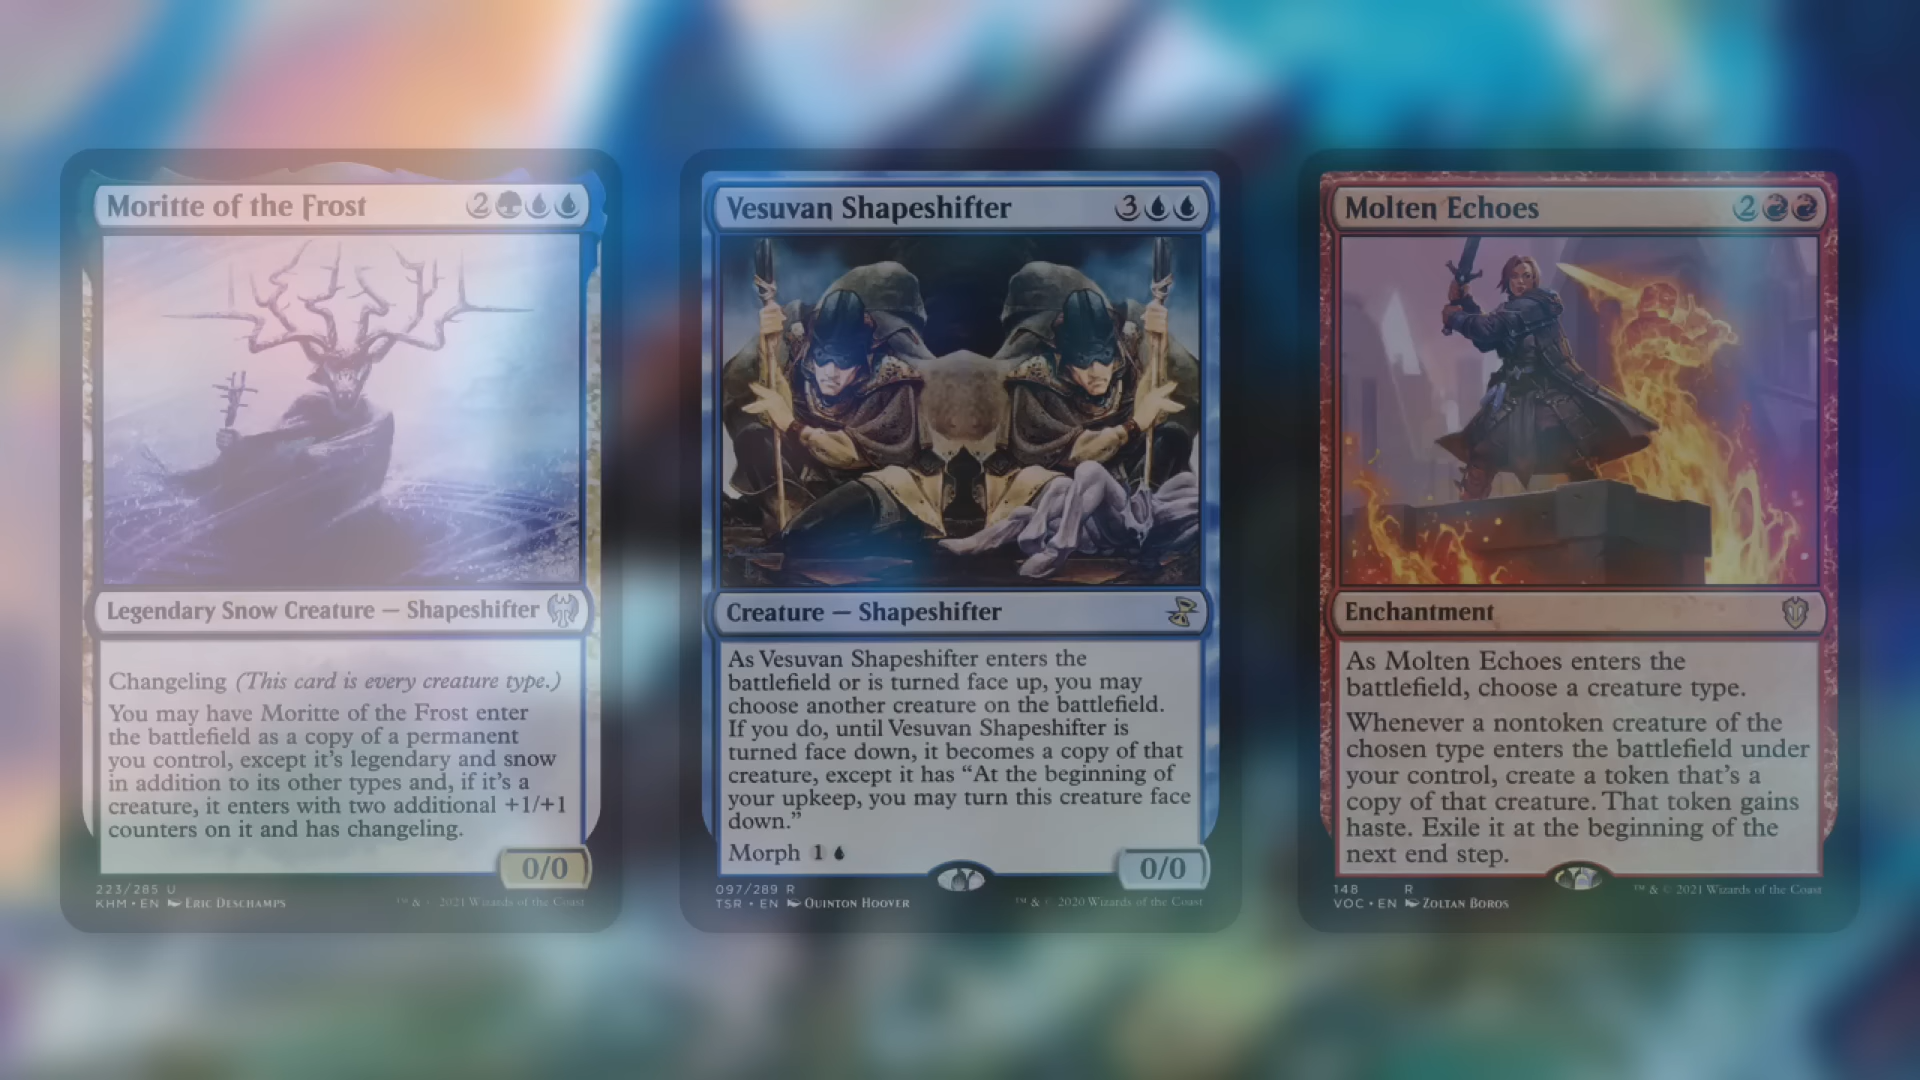 Moritte of the Frost 2
Legendary Snow Creature — Shapeshifter
Changeling (This card is every creature type.)
You may have Moritte of the Frost enter
the battlefield as a copy of a permanent
you control, except it's legendary and snow
in addition to its other types and, if it's a
creature, it enters with two additional +1/+1
counters on it and has changeling.
0/0
223/285 U
KHM • EN Eric Deschamps
™ & © 2021 Wizards of the Coast
Vesuvan Shapeshifter 3
Creature — Shapeshifter
As Vesuvan Shapeshifter enters the
battlefield or is turned face up, you may
choose another creature on the battlefield.
If you do, until Vesuvan Shapeshifter is
turned face down, it becomes a copy of that
creature, except it has “At the beginning of
your upkeep, you may turn this creature face
down.”
Morph 1
0/0
097/289 R
TSR • EN Quinton Hoover
™ & © 2020 Wizards of the Coast
Molten Echoes 2
Enchantment
As Molten Echoes enters the
battlefield, choose a creature type.
Whenever a nontoken creature of the
chosen type enters the battlefield under
your control, create a token that's a
copy of that creature. That token gains
haste. Exile it at the beginning of the
next end step.
148 R
VOC • EN Zoltan Boros
™ & © 2021 Wizards of the Coast